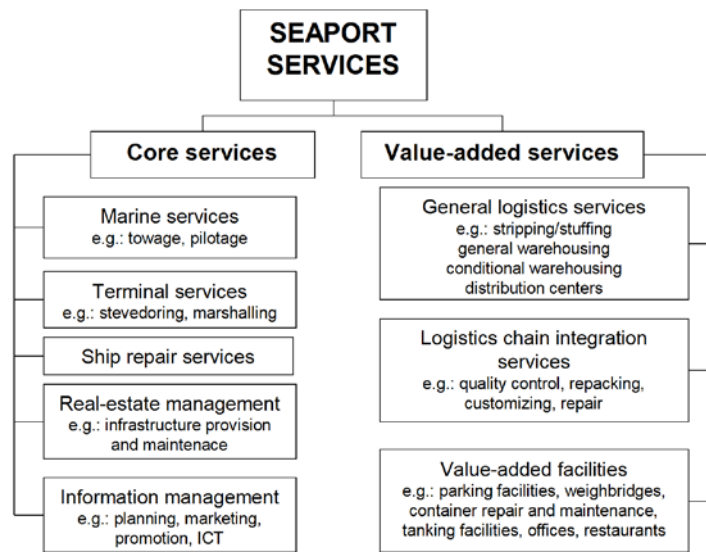 SEAPORT
SERVICES
Core services
Value-added services
Marine services
e.g.: towage, pilotage
Terminal services
e.g.: stevedoring, marshalling
Ship repair services
Real-estate management
e.g.: infrastructure provision
and maintenace
Information management
e.g.: planning, marketing,
promotion, ICT
General logistics services
e.g.: stripping/stuffing
general warehousing
conditional warehousing
distribution centers
Logistics chain integration
services
e.g.: quality control, repacking,
customizing, repair
Value-added facilities
e.g.: parking facilities, weighbridges,
container repair and maintenance,
tanking facilities, offices, restaurants